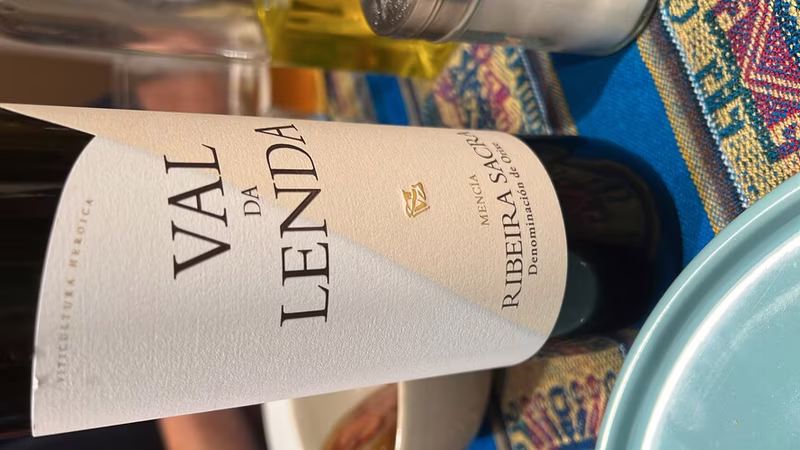 VITICULTURA HEROICA
VAL
DA
LENDA
MENCIA
RIBEIRA SACRA
Denominación de Orixe